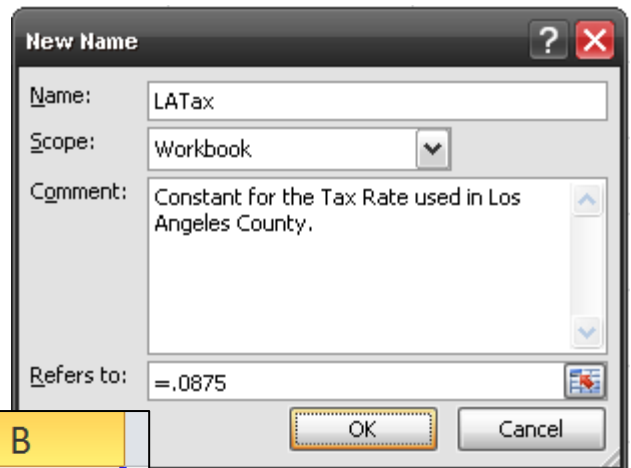 New Name
?
Name:
LATax
Scope:
Workbook
Comment:
Constant for the Tax Rate used in Los
Angeles County.
Refers to:
=.0875
OK
Cancel
B